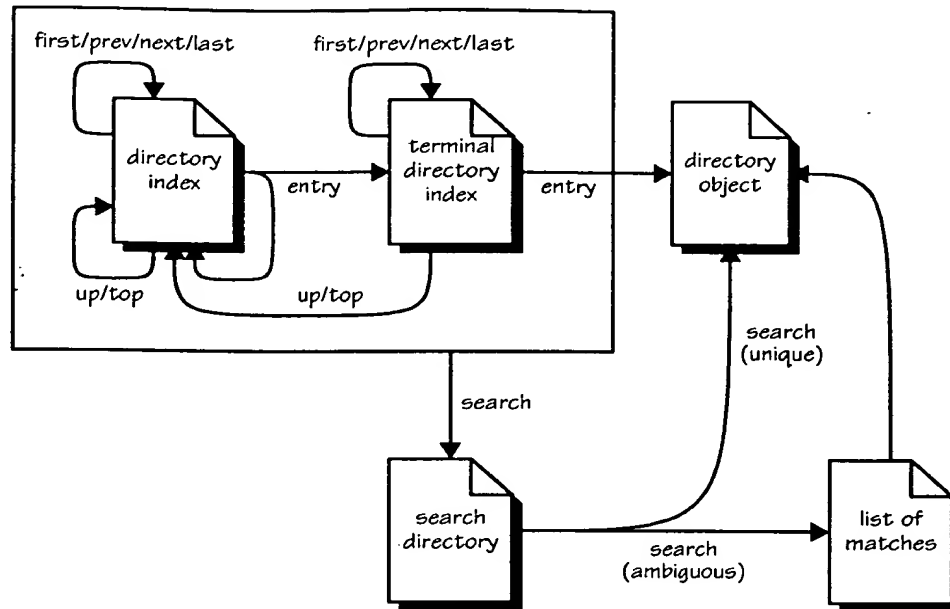 first/prev/next/last
first/prev/next/last
directory
index
entry
terminal
directory
index
entry
directory
object
up/top
up/top
search
(unique)
search
search
directory
search
(ambiguous)
list of
matches